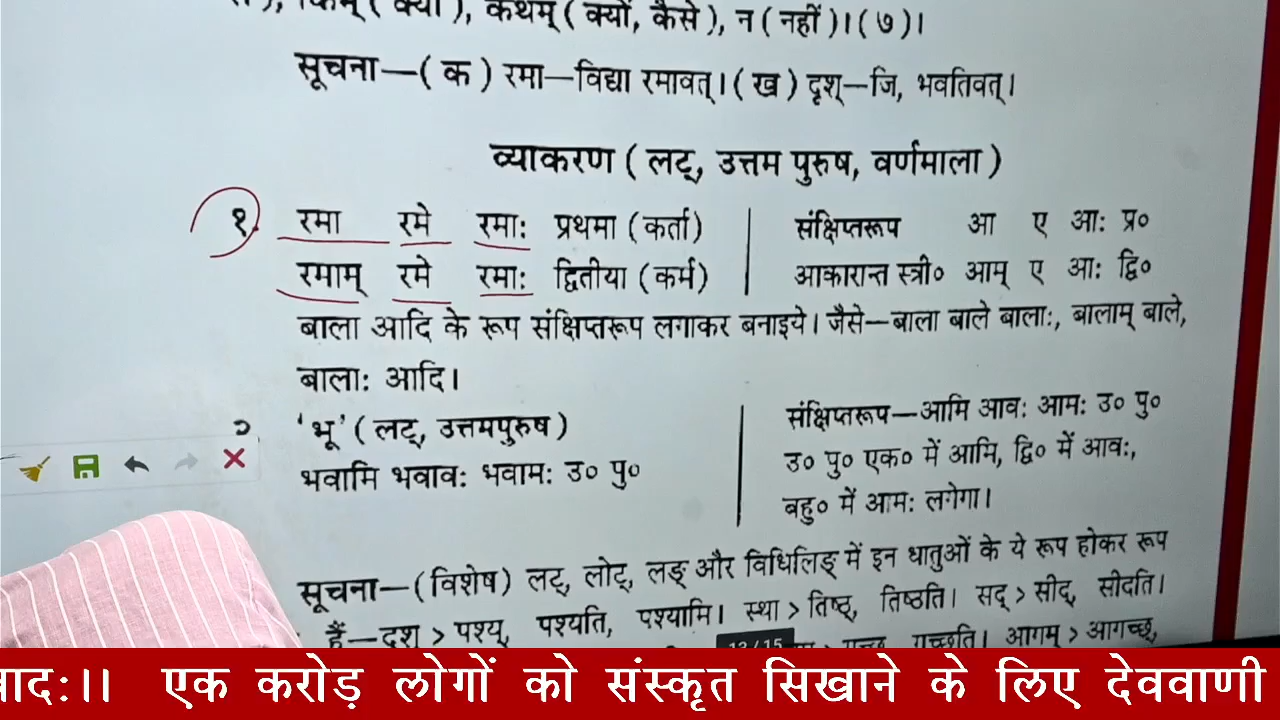 किम् ( क्या ), कथम् ( क्यों, कैसे ), न ( नहीं )। ( ७ )।
सूचना—( क ) रमा—विद्या रमावत्। ( ख ) दृश्—जि, भवतिवत्।
व्याकरण ( लट्, उत्तम पुरुष, वर्णमाला )
१. रमा रमे रमाः प्रथमा ( कर्ता ) संक्षिप्तरूप आ ए आः प्र०
रमाम् रमे रमाः द्वितीया ( कर्म ) आकारान्त स्त्री० आम् ए आः द्वि०
बाला आदि के रूप संक्षिप्तरूप लगाकर बनाइये। जैसे—बाला बाले बालाः, बालाम् बाले,
बालाः आदि।
'भू' ( लट्, उत्तमपुरुष )
भवामि भवावः भवामः उ० पु०
संक्षिप्तरूप—आमि आवः आमः उ० पु०
उ० पु० एक० में आमि, द्वि० में आवः,
बहु० में आमः लगेगा।
सूचना—( विशेष ) लट्, लोट्, लङ् और विधिलिङ् में इन धातुओं के ये रूप होकर रूप
हैं—दृश् > पश्य्, पश्यति, पश्यामि। स्था > तिष्ठ्, तिष्ठति। सद् > सीद्, सीदति।
गच्छति। आगम् > आगच्छ्,
एक करोड़ लोगों को संस्कृत सिखाने के लिए देववाणी